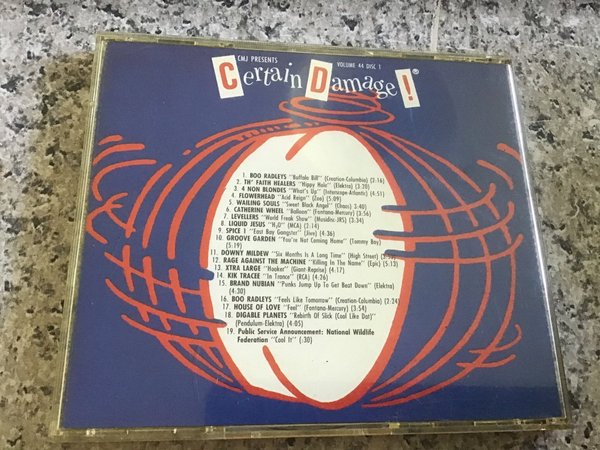 CMJ PRESENTS
VOLUME 44 DISC 1
Certain Damage!®
1. BOO RADLEYS "Buffalo Bill" (Creation-Columbia) (2:16)
2. TH' FAITH HEALERS "Hippy Hole" (Elektra) (3:20)
3. 4 NON BLONDES "What's Up" (Interscope-Atlantic) (4:51)
4. FLOWERHEAD "Acid Reign" (Zoo) (5:09)
5. WAILING SOULS "Sweet Black Angel" (Chaos) (3:40)
6. CATHERINE WHEEL "Balloon" (Fontana-Mercury) (3:56)
7. LEVELLERS "World Freak Show" (Musidisc-JRS) (3:34)
8. LIQUID JESUS "H₂O" (MCA) (2:14)
9. SPICE 1 "East Bay Gangster" (Jive) (4:36)
10. GROOVE GARDEN "You're Not Coming Home" (Tommy Boy)
(5:19)
11. DOWNY MILDEW "Six Months Is A Long Time" (High Street)
12. RAGE AGAINST THE MACHINE "Killing In The Name" (Epic) (5:13)
13. XTRA LARGE "Hooker" (Giant-Reprise) (4:17)
14. KIK TRACEE "In Trance" (RCA) (4:26)
15. BRAND NUBIAN "Punks Jump Up To Get Beat Down" (Elektra)
(4:30)
16. BOO RADLEYS "Feels Like Tomorrow" (Creation-Columbia) (2:24)
17. HOUSE OF LOVE "Feel" (Fontana-Mercury) (3:54)
18. DIGABLE PLANETS "Rebirth Of Slick (Cool Like Dat)"
(Pendulum-Elektra) (4:05)
19. Public Service Announcement: National Wildlife
Federation "Cool It" (:30)